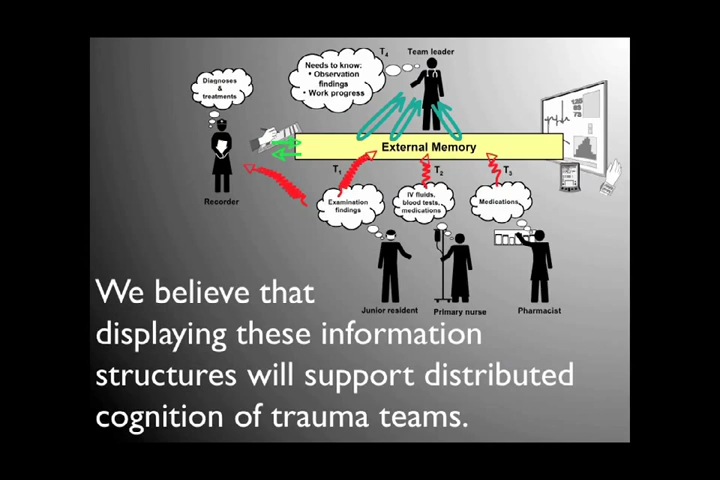 T4
Team leader
Needs to know:
• Observation
findings
• Work progress
Diagnoses
&
treatments
External Memory
T1
T2
T3
Recorder
Examination
findings
IV fluids,
blood tests,
medications
Medications
Junior resident
Primary nurse
Pharmacist
We believe that
displaying these information
structures will support distributed
cognition of trauma teams.